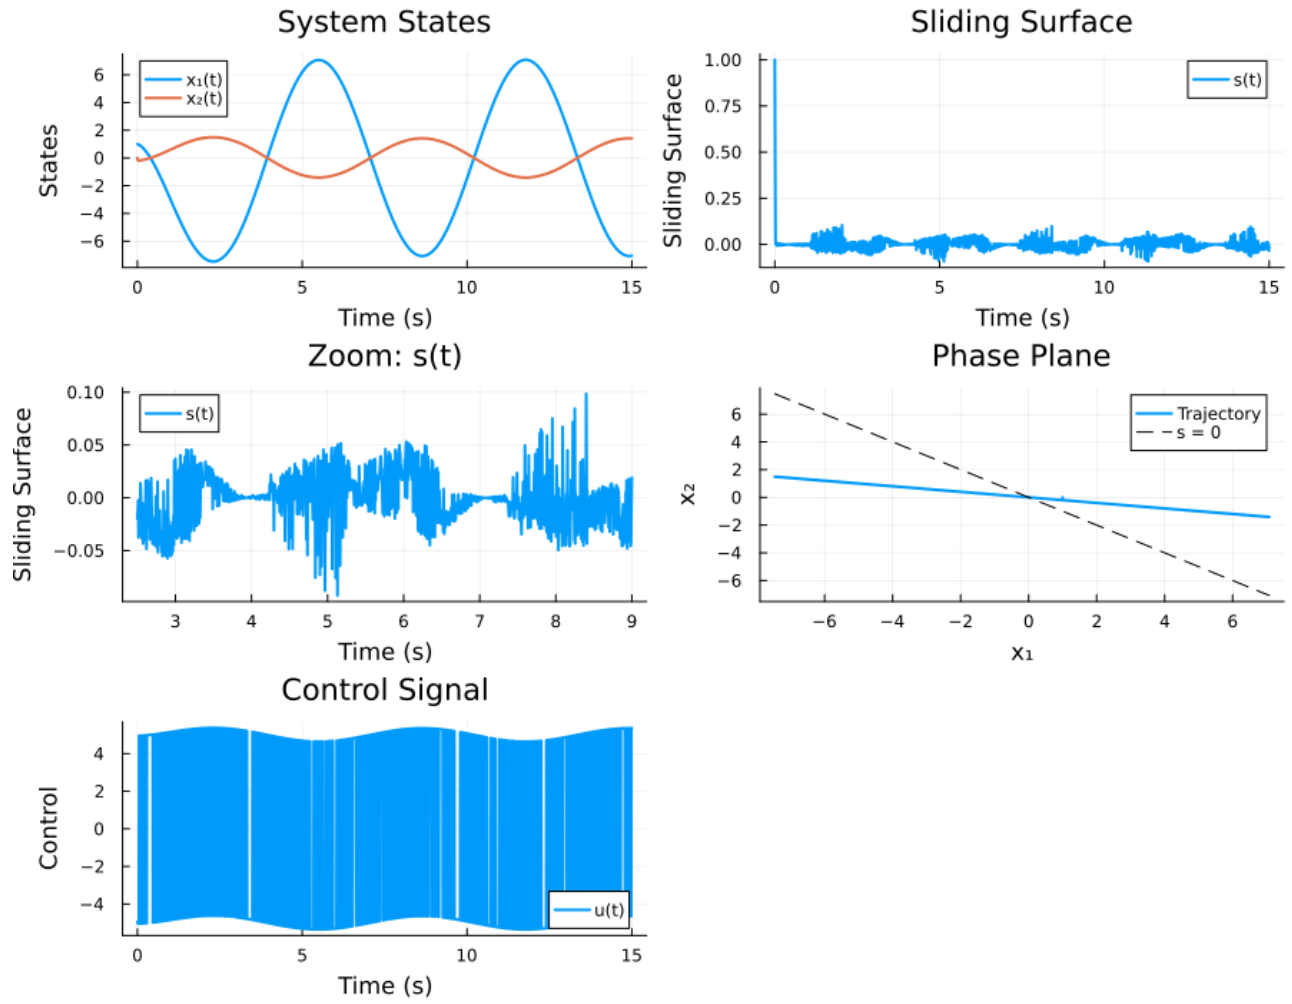 System States
x₁(t)
x₂(t)
States
6
4
2
0
−2
−4
−6
0 5 10 15
Time (s)
Sliding Surface
s(t)
Sliding Surface
1.00
0.75
0.50
0.25
0.00
0 5 10 15
Time (s)
Zoom: s(t)
s(t)
Sliding Surface
0.10
0.05
0.00
−0.05
3 4 5 6 7 8 9
Time (s)
Phase Plane
Trajectory
s = 0
x₂
6
4
2
0
−2
−4
−6
−6 −4 −2 0 2 4 6
x₁
Control Signal
Control
4
2
0
−2
−4
u(t)
0 5 10 15
Time (s)